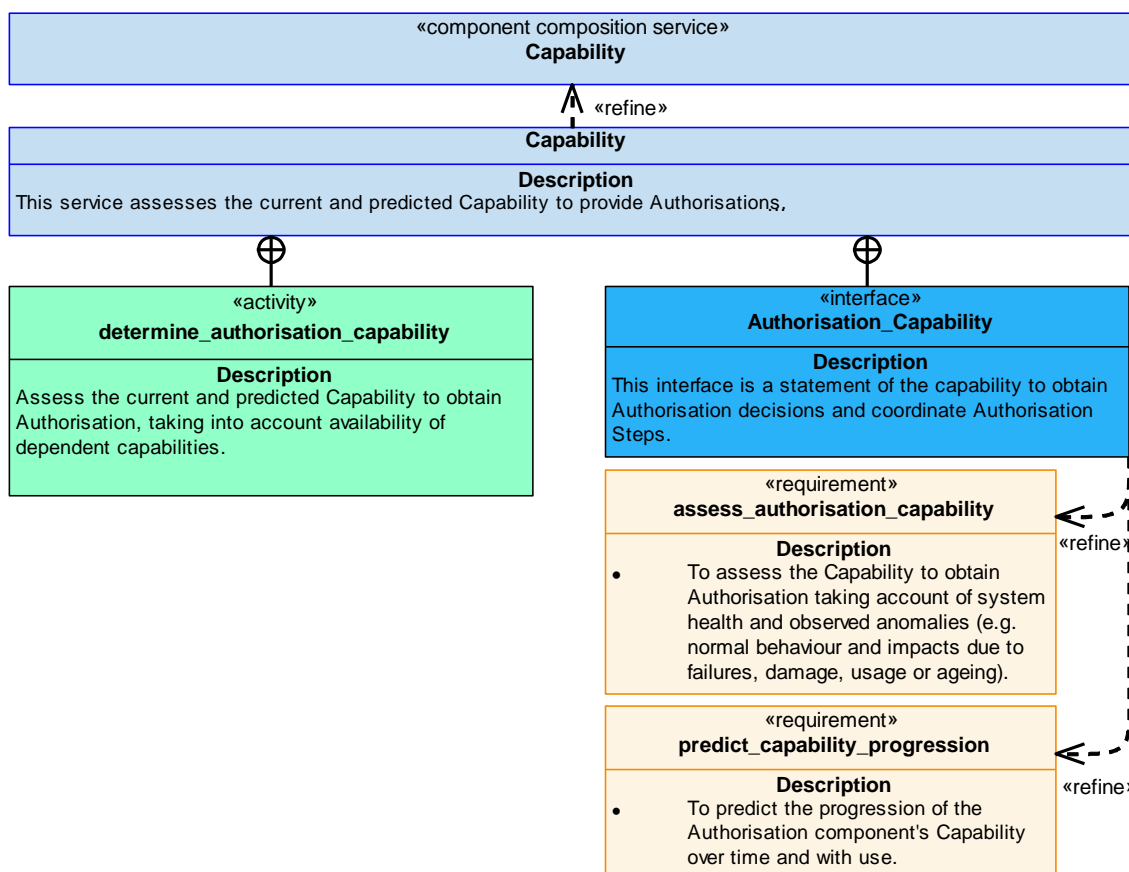 «component composition service»
Capability
«refine»
Capability
Description
This service assesses the current and predicted Capability to provide Authorisations,
«activity»
determine_authorisation_capability
Description
Assess the current and predicted Capability to obtain
Authorisation, taking into account availability of
dependent capabilities.
«interface»
Authorisation_Capability
Description
This interface is a statement of the capability to obtain
Authorisation decisions and coordinate Authorisation
Steps.
«requirement»
assess_authorisation_capability
«refine»
Description
• To assess the Capability to obtain
Authorisation taking account of system
health and observed anomalies (e.g.
normal behaviour and impacts due to
failures, damage, usage or ageing).
«requirement»
predict_capability_progression
«refine»
Description
• To predict the progression of the
Authorisation component's Capability
over time and with use.